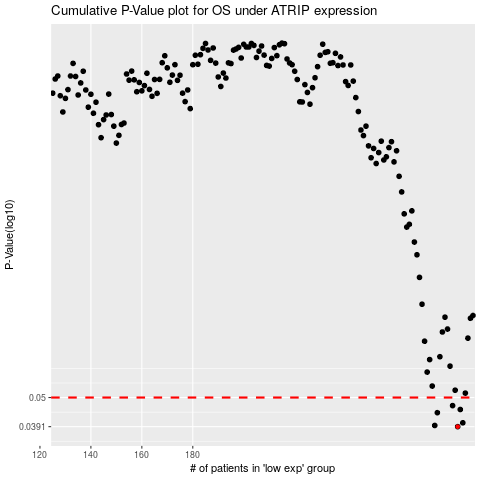 Cumulative P-Value plot for OS under ATRIP expression
P-Value(log10)
0.05
0.0391
120 140 160 180
# of patients in 'low exp' group